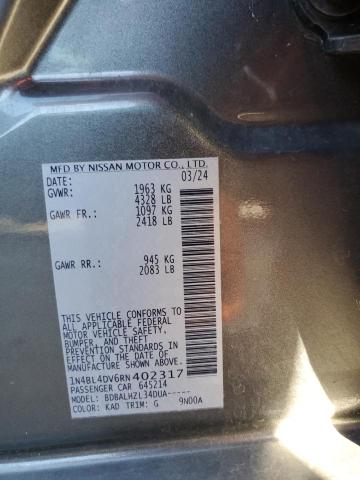 MFD BY NISSAN MOTOR CO., LTD.
DATE: 03/24
GVWR: 1963 KG
4328 LB
GAWR FR.: 1097 KG
2418 LB
GAWR RR.: 945 KG
2083 LB
THIS VEHICLE CONFORMS TO
ALL APPLICABLE FEDERAL
MOTOR VEHICLE SAFETY,
BUMPER, AND THEFT
PREVENTION STANDARDS
IN EFFECT ON THE DATE OF
MANUFACTURE SHOWN ABOVE.
1N4BL4DV6RN402317
PASSENGER CAR 645214
MODEL: BDBALHZL34DUA-----
COLOR: KAD TRIM: G 9N00A